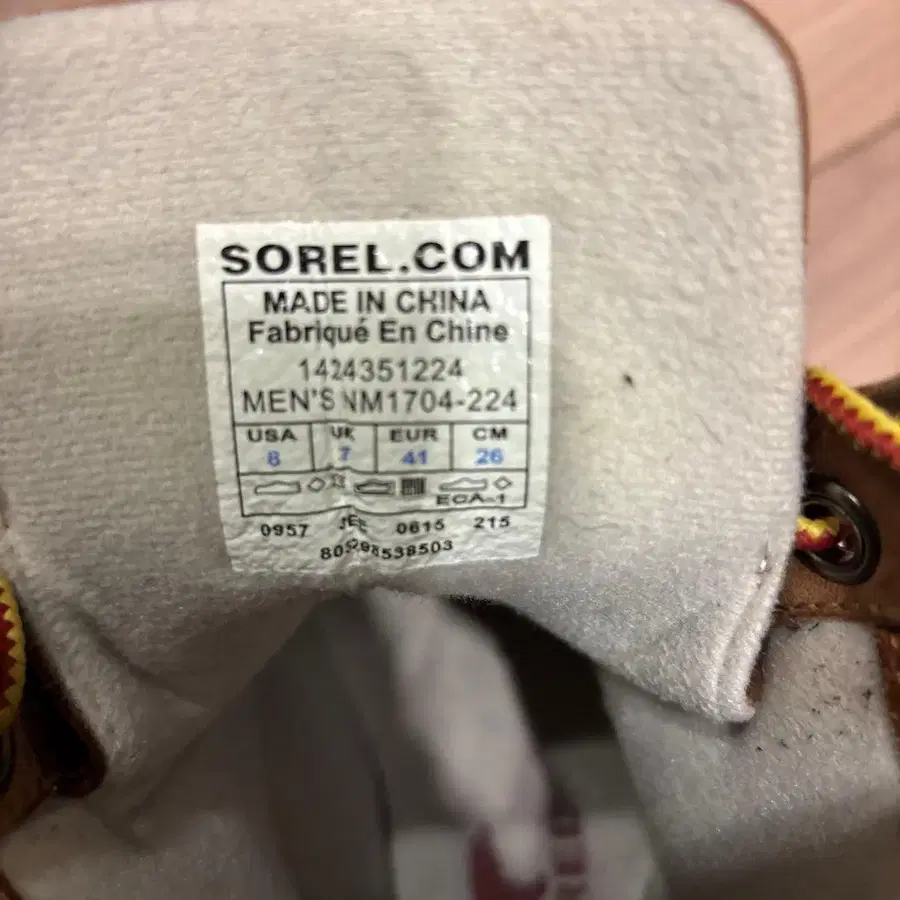 SOREL.COM
MADE IN CHINA
Fabriqué En Chine
1424351224
MEN'S NM1704-224
USA UK EUR CM
8 7 41 26
ECA-1
0957 0615 215